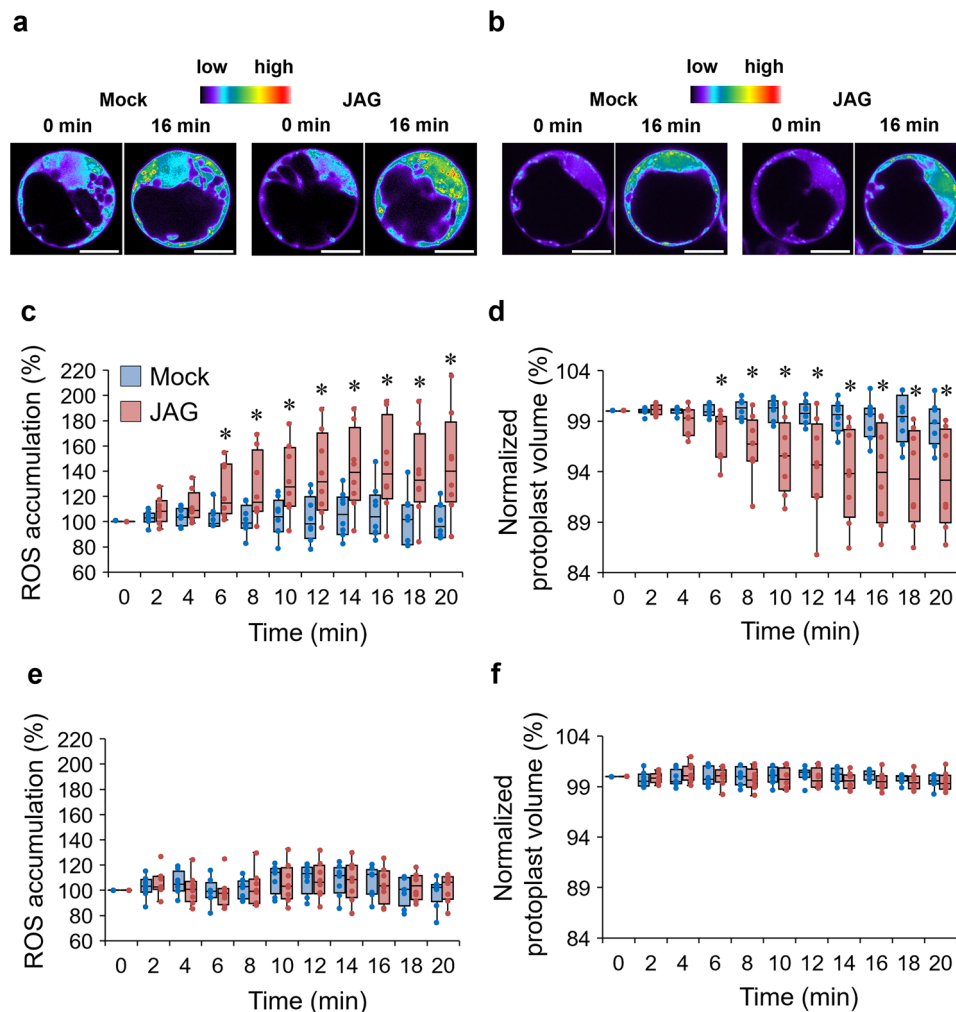 a
b
low high
low high
Mock JAG
Mock JAG
0 min 16 min 0 min 16 min
0 min 16 min 0 min 16 min
c
d
ROS accumulation (%)
220
200
180
160
140
120
100
80
60
Mock
JAG
* * * * * * * *
0 2 4 6 8 10 12 14 16 18 20
Time (min)
Normalized
protoplast volume (%)
104
99
94
89
84
* * * * * * * *
0 2 4 6 8 10 12 14 16 18 20
Time (min)
e
f
ROS accumulation (%)
220
200
180
160
140
120
100
80
60
0 2 4 6 8 10 12 14 16 18 20
Time (min)
Normalized
protoplast volume (%)
104
99
94
89
84
0 2 4 6 8 10 12 14 16 18 20
Time (min)